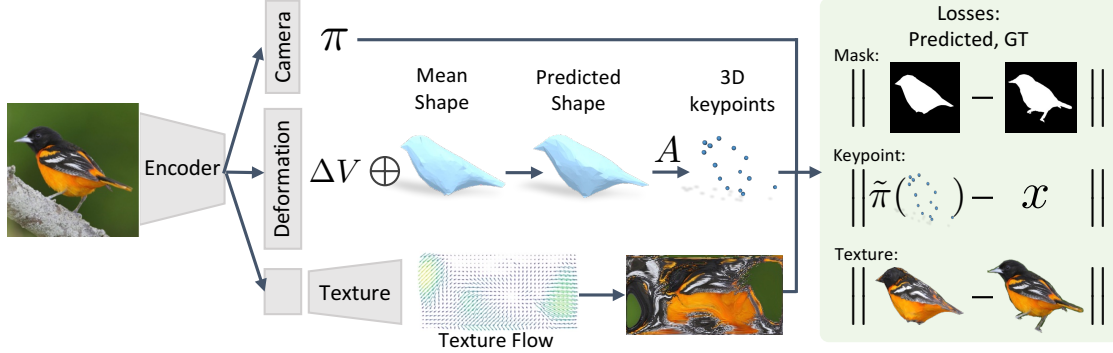 Encoder
Camera
π
Deformation
ΔV ⊕
Mean
Shape
Predicted
Shape
A
3D
keypoints
Texture
Texture Flow
Losses:
Predicted, GT
Mask:
|| − ||
Keypoint:
||π̃( ) − x ||
Texture:
|| − ||